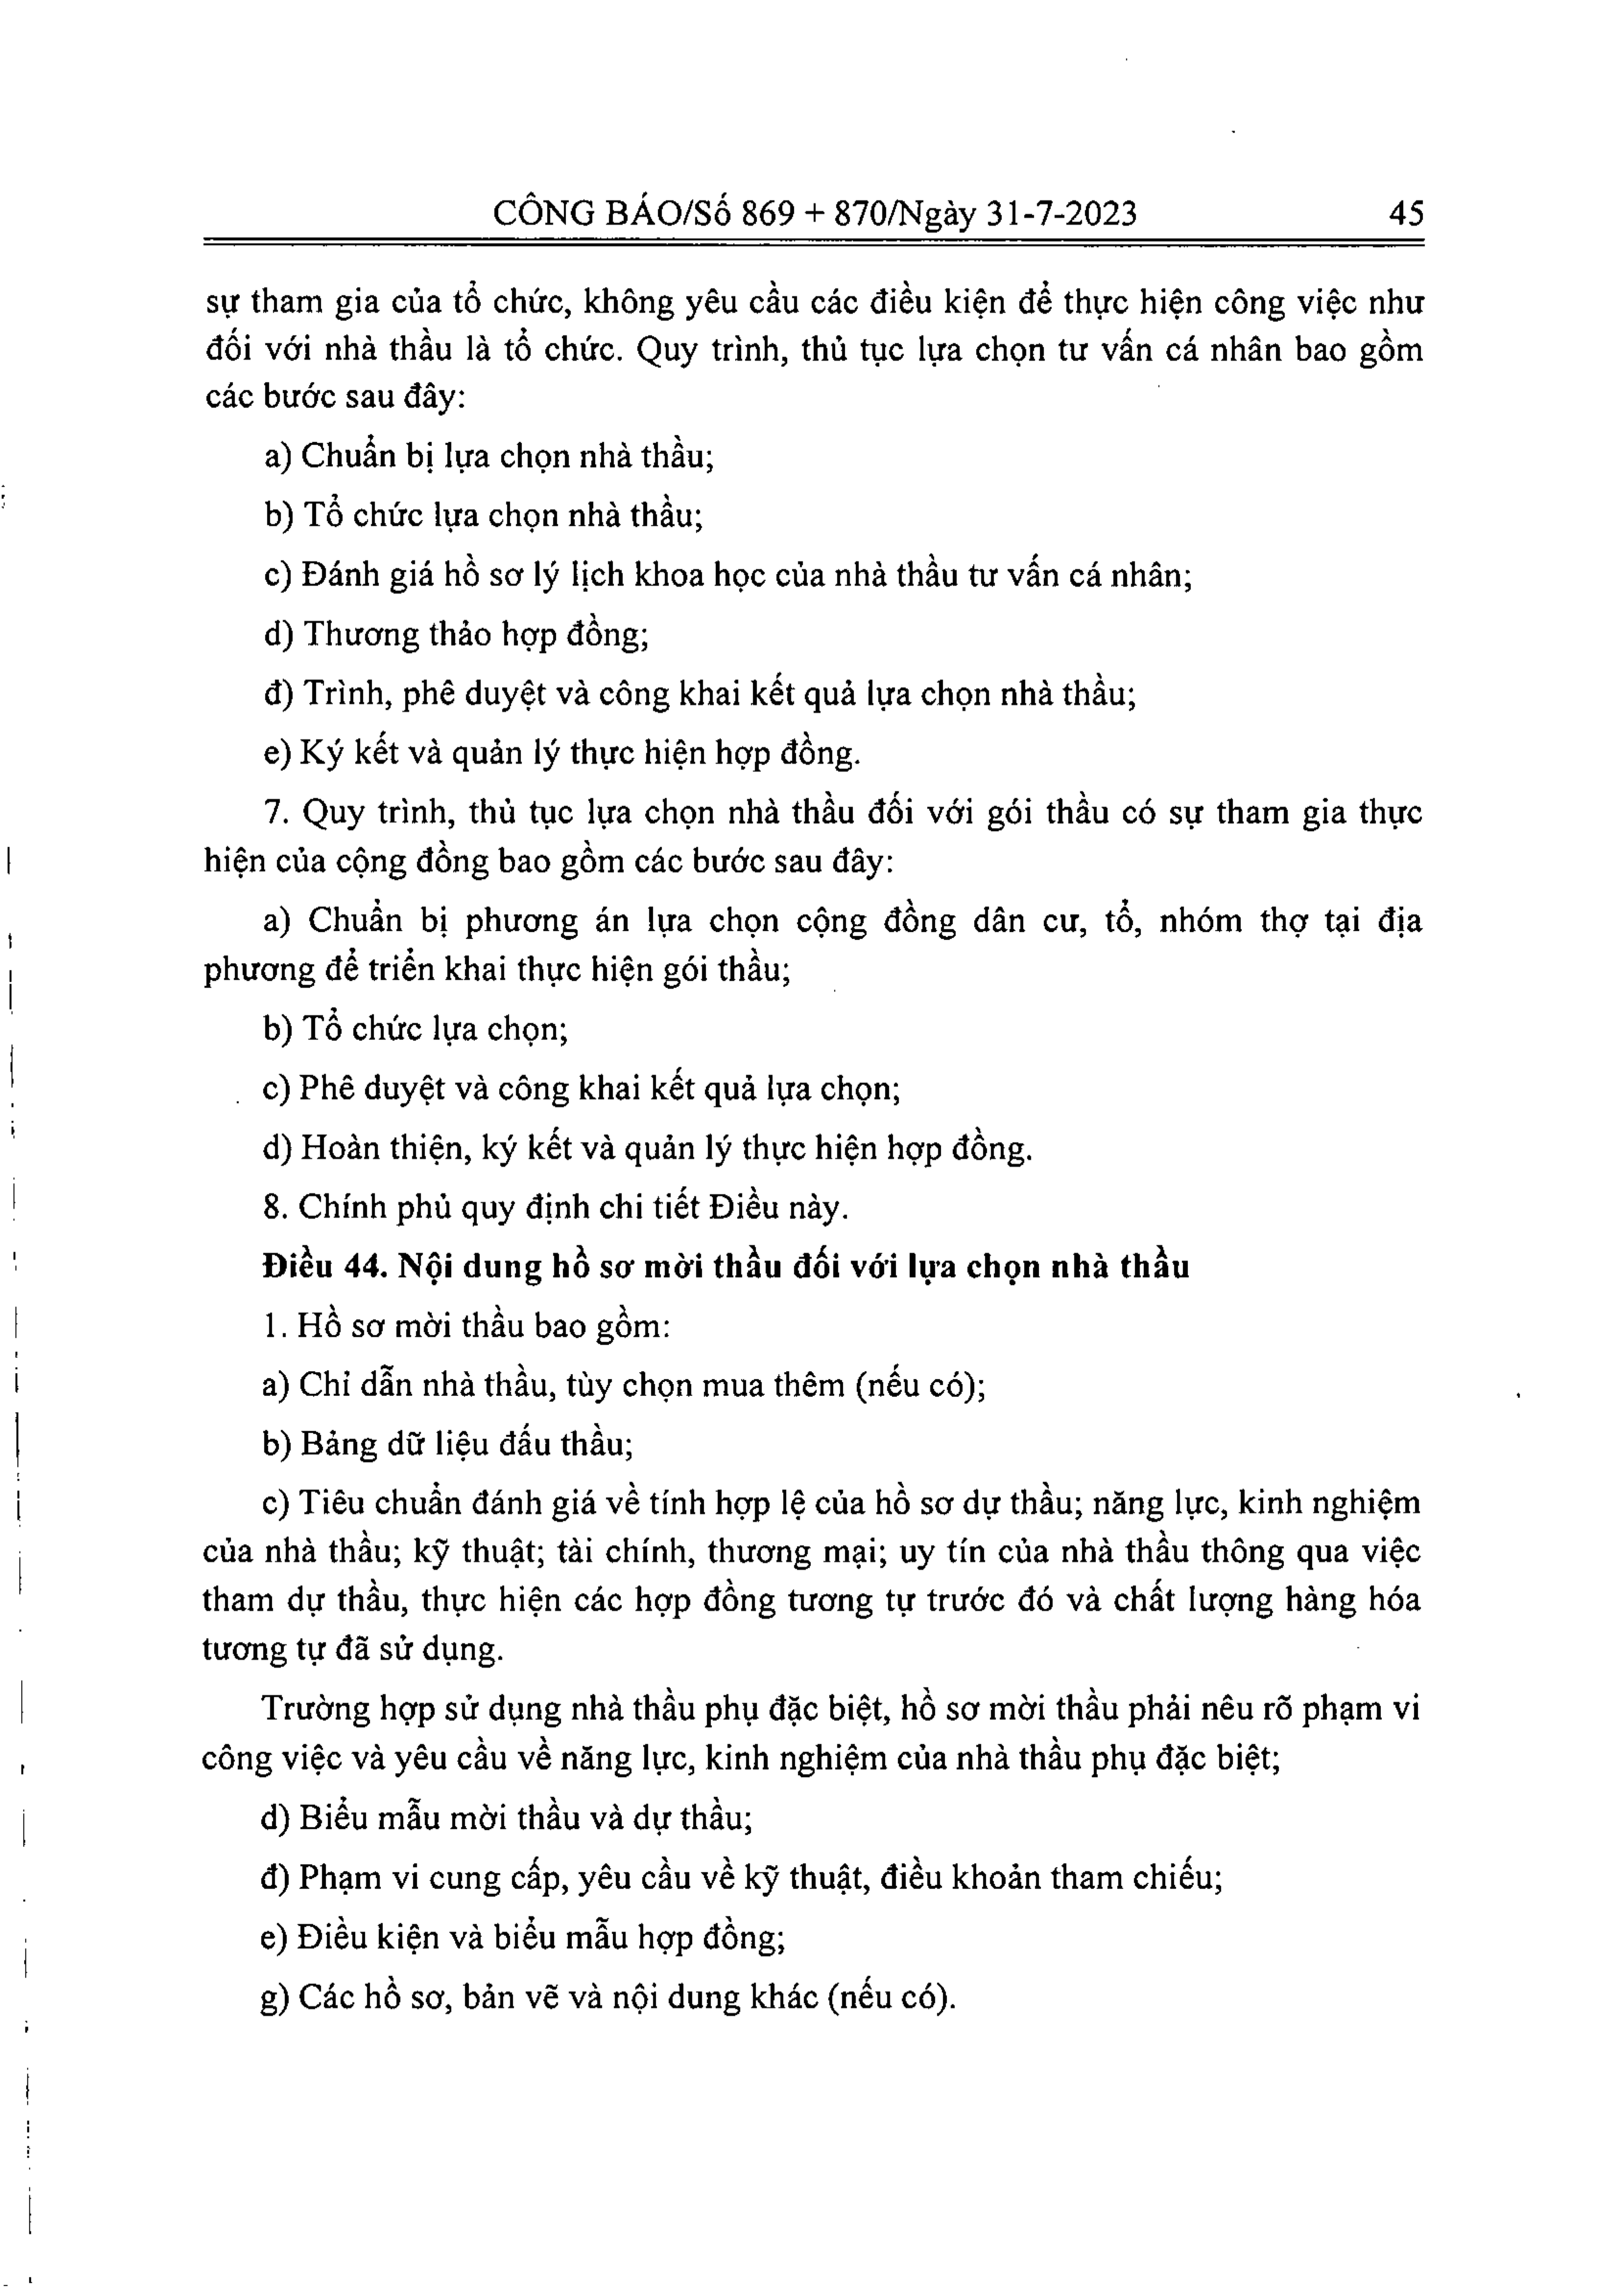 CÔNG BÁO/Số 869 + 870/Ngày 31-7-2023 45
sự tham gia của tổ chức, không yêu cầu các điều kiện để thực hiện công việc như
đối với nhà thầu là tổ chức. Quy trình, thủ tục lựa chọn tư vấn cá nhân bao gồm
các bước sau đây:
a) Chuẩn bị lựa chọn nhà thầu;
b) Tổ chức lựa chọn nhà thầu;
c) Đánh giá hồ sơ lý lịch khoa học của nhà thầu tư vấn cá nhân;
d) Thương thảo hợp đồng;
đ) Trình, phê duyệt và công khai kết quả lựa chọn nhà thầu;
e) Ký kết và quản lý thực hiện hợp đồng.
7. Quy trình, thủ tục lựa chọn nhà thầu đối với gói thầu có sự tham gia thực
hiện của cộng đồng bao gồm các bước sau đây:
a) Chuẩn bị phương án lựa chọn cộng đồng dân cư, tổ, nhóm thợ tại địa
phương để triển khai thực hiện gói thầu;
b) Tổ chức lựa chọn;
c) Phê duyệt và công khai kết quả lựa chọn;
d) Hoàn thiện, ký kết và quản lý thực hiện hợp đồng.
8. Chính phủ quy định chi tiết Điều này.
Điều 44. Nội dung hồ sơ mời thầu đối với lựa chọn nhà thầu
1. Hồ sơ mời thầu bao gồm:
a) Chỉ dẫn nhà thầu, tùy chọn mua thêm (nếu có);
b) Bảng dữ liệu đấu thầu;
c) Tiêu chuẩn đánh giá về tính hợp lệ của hồ sơ dự thầu; năng lực, kinh nghiệm
của nhà thầu; kỹ thuật; tài chính, thương mại; uy tín của nhà thầu thông qua việc
tham dự thầu, thực hiện các hợp đồng tương tự trước đó và chất lượng hàng hóa
tương tự đã sử dụng.
Trường hợp sử dụng nhà thầu phụ đặc biệt, hồ sơ mời thầu phải nêu rõ phạm vi
công việc và yêu cầu về năng lực, kinh nghiệm của nhà thầu phụ đặc biệt;
d) Biểu mẫu mời thầu và dự thầu;
đ) Phạm vi cung cấp, yêu cầu về kỹ thuật, điều khoản tham chiếu;
e) Điều kiện và biểu mẫu hợp đồng;
g) Các hồ sơ, bản vẽ và nội dung khác (nếu có).